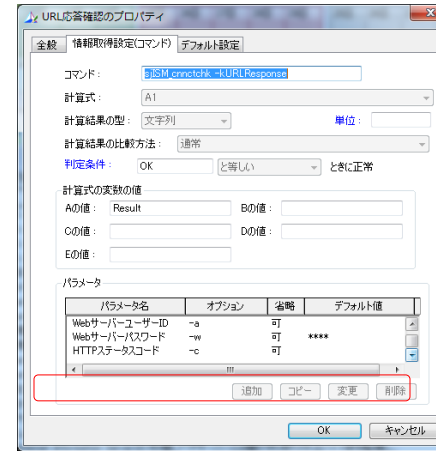 URL応答確認のプロパティ
全般 情報取得設定(コマンド) デフォルト設定
コマンド： sjISM_cnnctchk -kURLResponse
計算式： A1
計算結果の型： 文字列 単位：
計算結果の比較方法： 通常
判定条件： OK と等しい ときに正常
計算式の変数の値
Aの値： Result Bの値：
Cの値： Dの値：
Eの値：
パラメータ
パラメータ名 オプション 省略 デフォルト値
WebサーバーユーザーID -a 可
Webサーバーパスワード -w 可 ****
HTTPステータスコード -c 可
追加 コピー 変更 削除
OK キャンセル